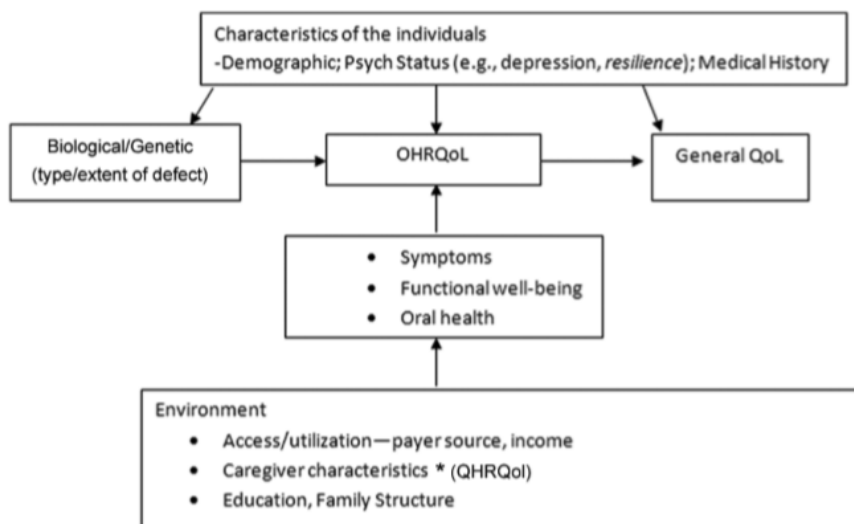 Characteristics of the individuals
-Demographic; Psych Status (e.g., depression, resilience); Medical History
Biological/Genetic
(type/extent of defect)
OHRQoL
General QoL
• Symptoms
• Functional well-being
• Oral health
Environment
• Access/utilization—payer source, income
• Caregiver characteristics * (QHRQol)
• Education, Family Structure